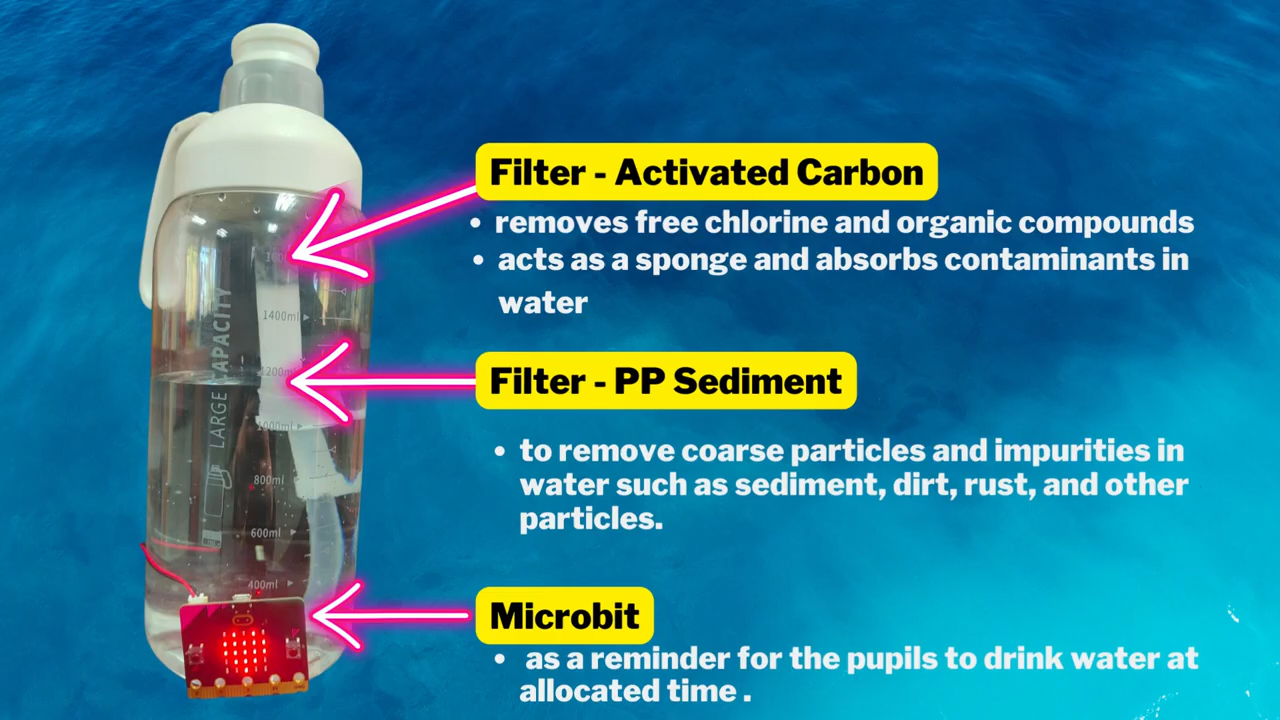 Filter - Activated Carbon
• removes free chlorine and organic compounds
• acts as a sponge and absorbs contaminants in
water
Filter - PP Sediment
• to remove coarse particles and impurities in
water such as sediment, dirt, rust, and other
particles.
Microbit
• as a reminder for the pupils to drink water at
allocated time .
LARGE CAPACITY
1600
1400ml
1200ml
1000ml
800ml
600ml
400ml